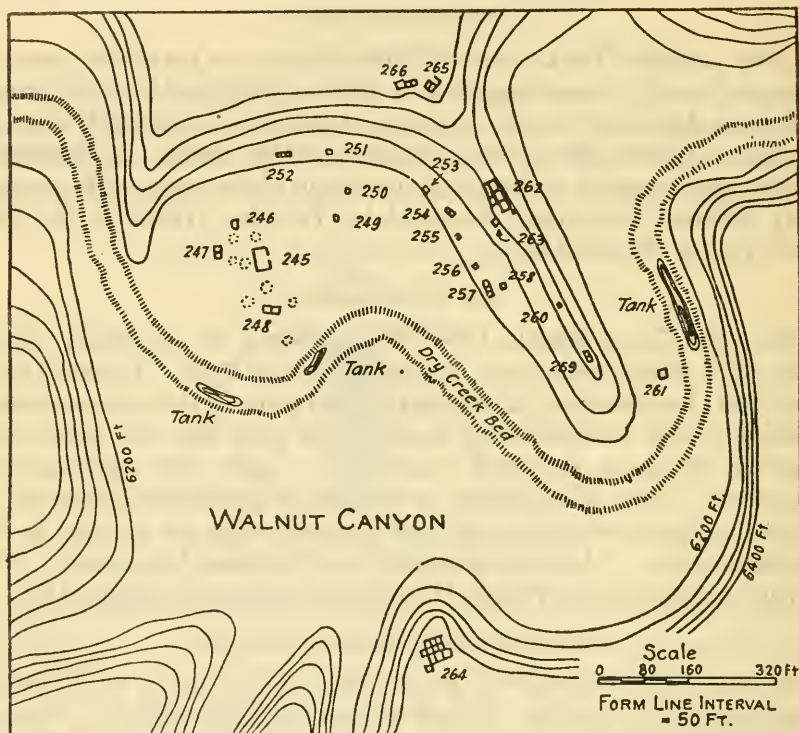 266
265
251
252
253
262
250
254
246
249
255
263
247
245
256
258
257
Tank
248
260
Tank
259
261
Tank
Dry Creek Bed
6200 Ft
WALNUT CANYON
6200 Ft
6400 Ft
264
Scale
0 80 160 320 Ft
FORM LINE INTERVAL
= 50 FT.